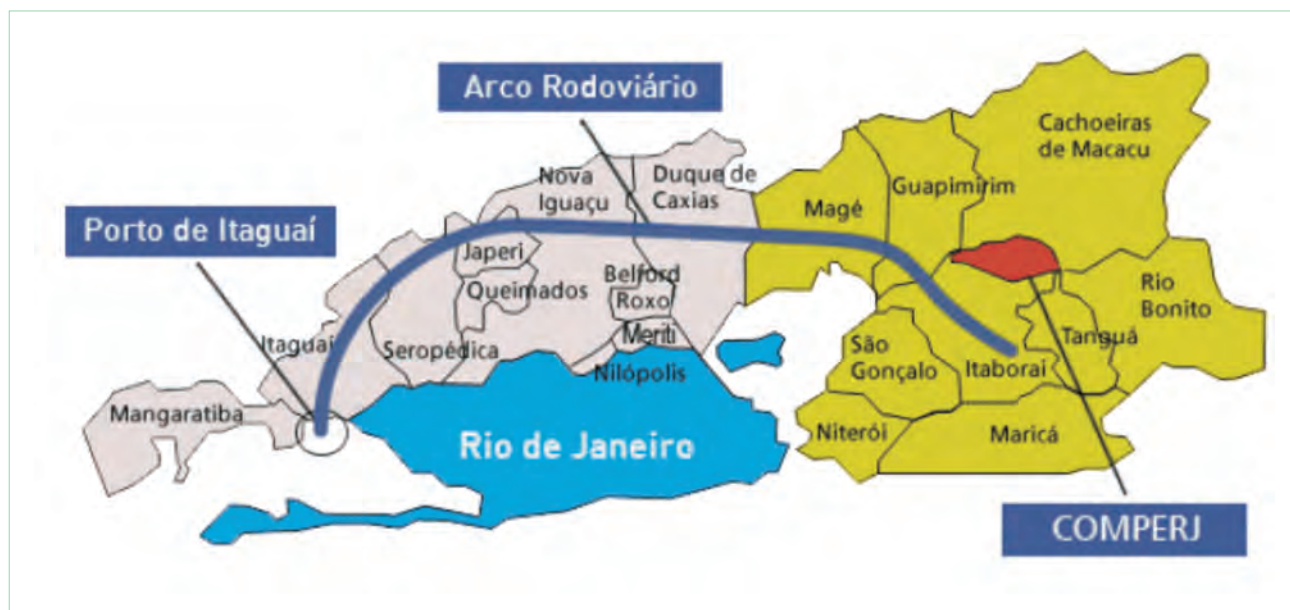 Arco Rodoviário
Cachoeiras
de Macacu
Nova
Iguaçu
Duque de
Caxias
Guapimirim
Magé
Porto de Itaguaí
Japeri
Belford
Roxo
Queimados
Rio
Bonito
Itaguaí
Seropédica
Meriti
São
Gonçalo
Tanguá
Itaborai
Nilópolis
Mangaratiba
Rio de Janeiro
Niterói
Maricá
COMPERJ